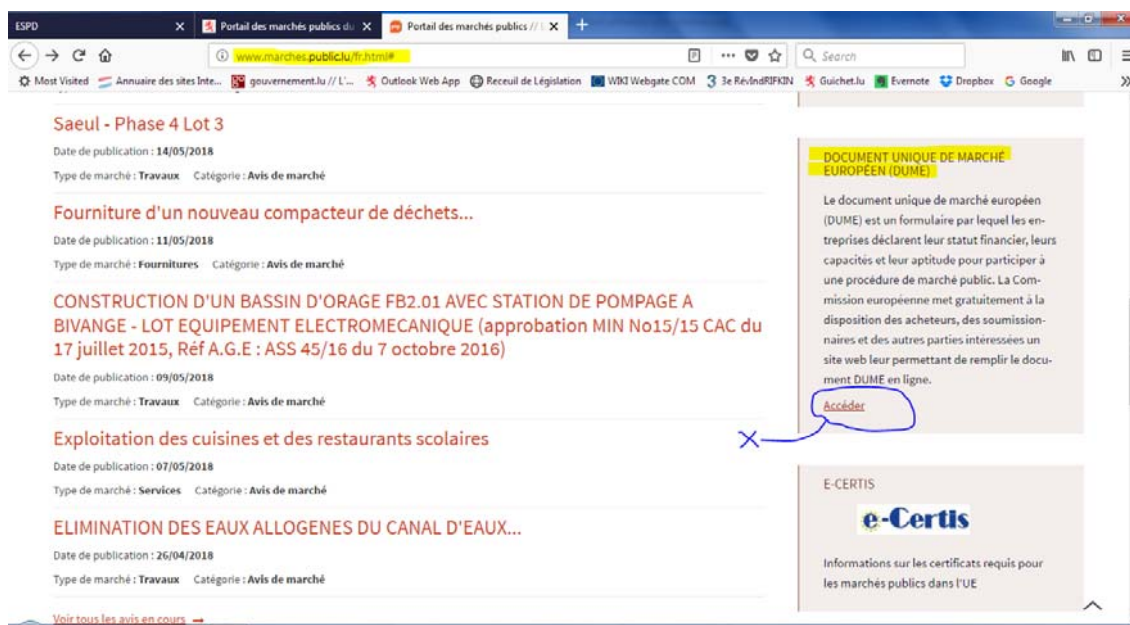 ESPD
Portail des marchés publics du
Portail des marchés publics // L
www.marches.public.lu/fr.html#
Search
Most Visited Annuaire des sites Inte... gouvernement.lu // L'... Outlook Web App Receuil de Législation WIKI Webgate COM 3e RévIndRIFKIN Guichet.lu Evernote Dropbox Google
Saeul - Phase 4 Lot 3
Date de publication : 14/05/2018
Type de marché : Travaux Catégorie : Avis de marché
Fourniture d'un nouveau compacteur de déchets...
Date de publication : 11/05/2018
Type de marché : Fournitures Catégorie : Avis de marché
CONSTRUCTION D'UN BASSIN D'ORAGE FB2.01 AVEC STATION DE POMPAGE A
BIVANGE - LOT EQUIPEMENT ELECTROMECANIQUE (approbation MIN No15/15 CAC du
17 juillet 2015, Réf A.G.E : ASS 45/16 du 7 octobre 2016)
Date de publication : 09/05/2018
Type de marché : Travaux Catégorie : Avis de marché
Exploitation des cuisines et des restaurants scolaires
Date de publication : 07/05/2018
Type de marché : Services Catégorie : Avis de marché
ELIMINATION DES EAUX ALLOGENES DU CANAL D'EAUX...
Date de publication : 26/04/2018
Type de marché : Travaux Catégorie : Avis de marché
Voir tous les avis en cours →
DOCUMENT UNIQUE DE MARCHÉ
EUROPÉEN (DUME)
Le document unique de marché européen
(DUME) est un formulaire par lequel les en-
treprises déclarent leur statut financier, leurs
capacités et leur aptitude pour participer à
une procédure de marché public. La Com-
mission européenne met gratuitement à la
disposition des acheteurs, des soumission-
naires et des autres parties intéressées un
site web leur permettant de remplir le docu-
ment DUME en ligne.
Accéder
X
E-CERTIS
e-Certis
Informations sur les certificats requis pour
les marchés publics dans l'UE